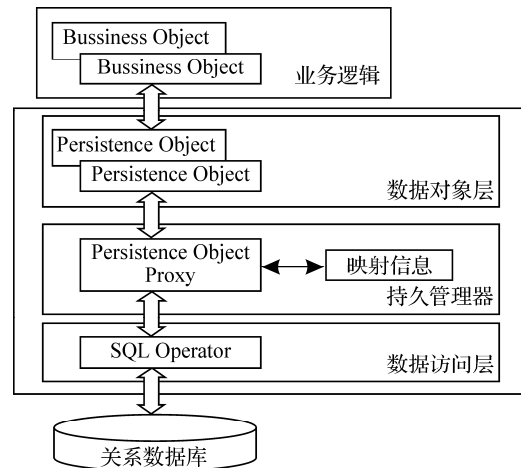 Bussiness Object
Bussiness Object
业务逻辑
Persistence Object
Persistence Object
数据对象层
Persistence Object
Proxy
映射信息
持久管理器
SQL Operator
数据访问层
关系数据库